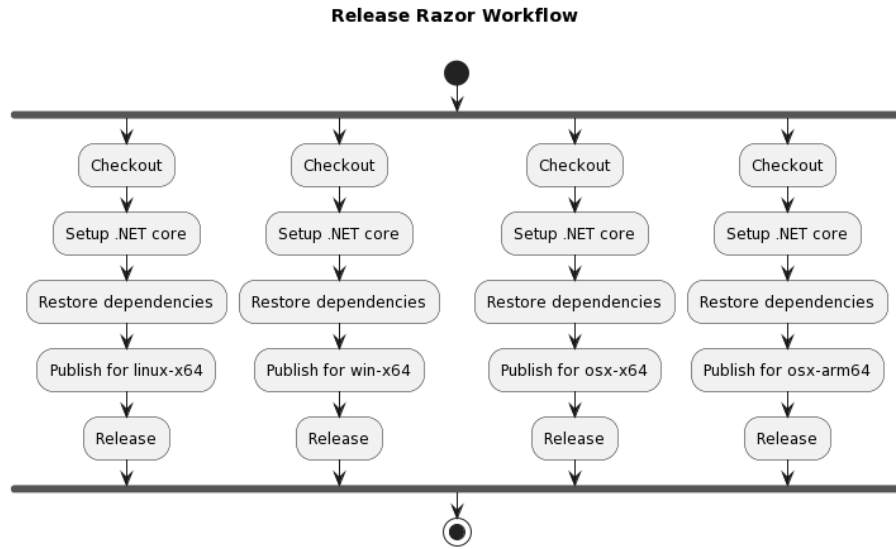 Release Razor Workflow
Checkout
Checkout
Checkout
Checkout
Setup .NET core
Setup .NET core
Setup .NET core
Setup .NET core
Restore dependencies
Restore dependencies
Restore dependencies
Restore dependencies
Publish for linux-x64
Publish for win-x64
Publish for osx-x64
Publish for osx-arm64
Release
Release
Release
Release